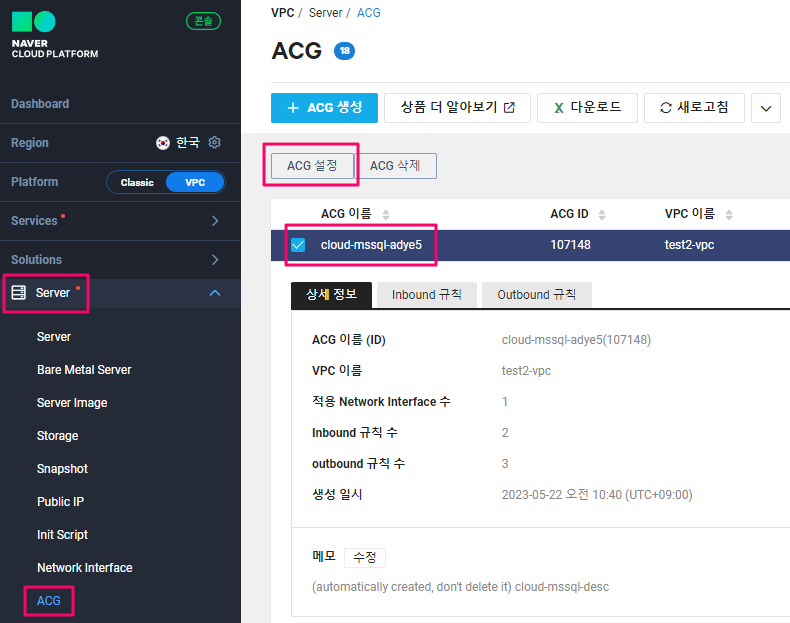 NAVER
CLOUD PLATFORM
콘솔
Dashboard
Region 한국
Platform Classic VPC
Services
Solutions
Server
Server
Bare Metal Server
Server Image
Storage
Snapshot
Public IP
Init Script
Network Interface
ACG
VPC / Server / ACG
ACG 18
+ ACG 생성 상품 더 알아보기 다운로드 새로고침
ACG 설정 ACG 삭제
ACG 이름 ACG ID VPC 이름
cloud-mssql-adye5 107148 test2-vpc
상세 정보 Inbound 규칙 Outbound 규칙
ACG 이름 (ID) cloud-mssql-adye5(107148)
VPC 이름 test2-vpc
적용 Network Interface 수 1
Inbound 규칙 수 2
outbound 규칙 수 3
생성 일시 2023-05-22 오전 10:40 (UTC+09:00)
메모 수정
(automatically created, don't delete it) cloud-mssql-desc